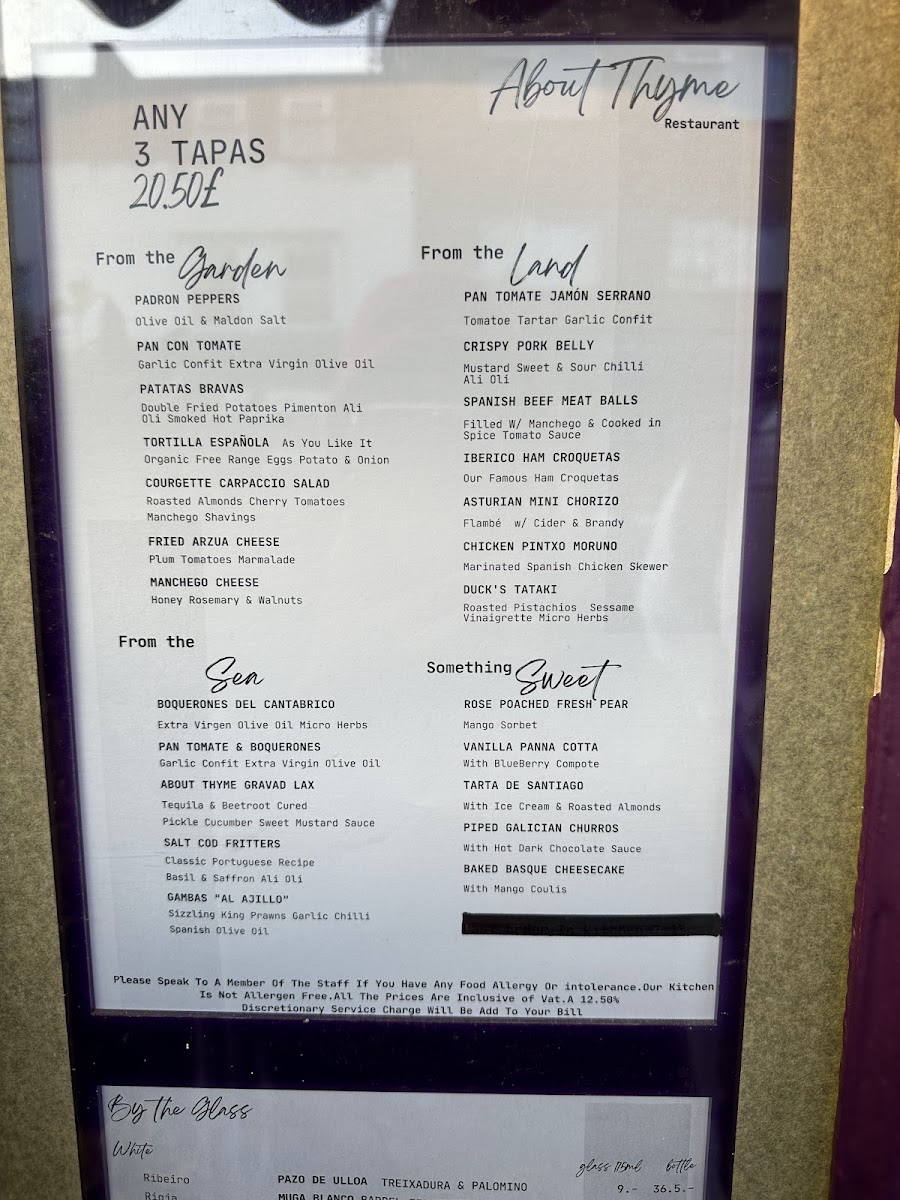 About Thyme
Restaurant
ANY
3 TAPAS
20.50£
From the Garden
PADRON PEPPERS
Olive Oil & Maldon Salt
PAN CON TOMATE
Garlic Confit Extra Virgin Olive Oil
PATATAS BRAVAS
Double Fried Potatoes Pimenton Ali
Oli Smoked Hot Paprika
TORTILLA ESPAÑOLA As You Like It
Organic Free Range Eggs Potato & Onion
COURGETTE CARPACCIO SALAD
Roasted Almonds Cherry Tomatoes
Manchego Shavings
FRIED ARZUA CHEESE
Plum Tomatoes Marmalade
MANCHEGO CHEESE
Honey Rosemary & Walnuts
From the
Sea
BOQUERONES DEL CANTABRICO
Extra Virgen Olive Oil Micro Herbs
PAN TOMATE & BOQUERONES
Garlic Confit Extra Virgin Olive Oil
ABOUT THYME GRAVAD LAX
Tequila & Beetroot Cured
Pickle Cucumber Sweet Mustard Sauce
SALT COD FRITTERS
Classic Portuguese Recipe
Basil & Saffron Ali Oli
GAMBAS "AL AJILLO"
Sizzling King Prawns Garlic Chilli
Spanish Olive Oil
From the Land
PAN TOMATE JAMÓN SERRANO
Tomatoe Tartar Garlic Confit
CRISPY PORK BELLY
Mustard Sweet & Sour Chilli
Ali Oli
SPANISH BEEF MEAT BALLS
Filled W/ Manchego & Cooked in
Spice Tomato Sauce
IBERICO HAM CROQUETAS
Our Famous Ham Croquetas
ASTURIAN MINI CHORIZO
Flambé w/ Cider & Brandy
CHICKEN PINTXO MORUNO
Marinated Spanish Chicken Skewer
DUCK'S TATAKI
Roasted Pistachios Sessame
Vinaigrette Micro Herbs
Something Sweet
ROSE POACHED FRESH PEAR
Mango Sorbet
VANILLA PANNA COTTA
With BlueBerry Compote
TARTA DE SANTIAGO
With Ice Cream & Roasted Almonds
PIPED GALICIAN CHURROS
With Hot Dark Chocolate Sauce
BAKED BASQUE CHEESECAKE
With Mango Coulis
Please Speak To A Member Of The Staff If You Have Any Food Allergy Or intolerance.Our Kitchen
Is Not Allergen Free.All The Prices Are Inclusive of Vat.A 12.50%
Discretionary Service Charge Will Be Add To Your Bill
By The Glass
White
glass 175ml bottle
Ribeiro PAZO DE ULLOA TREIXADURA & PALOMINO 9.- 36.5.-
Rioja MUGA BLANCO